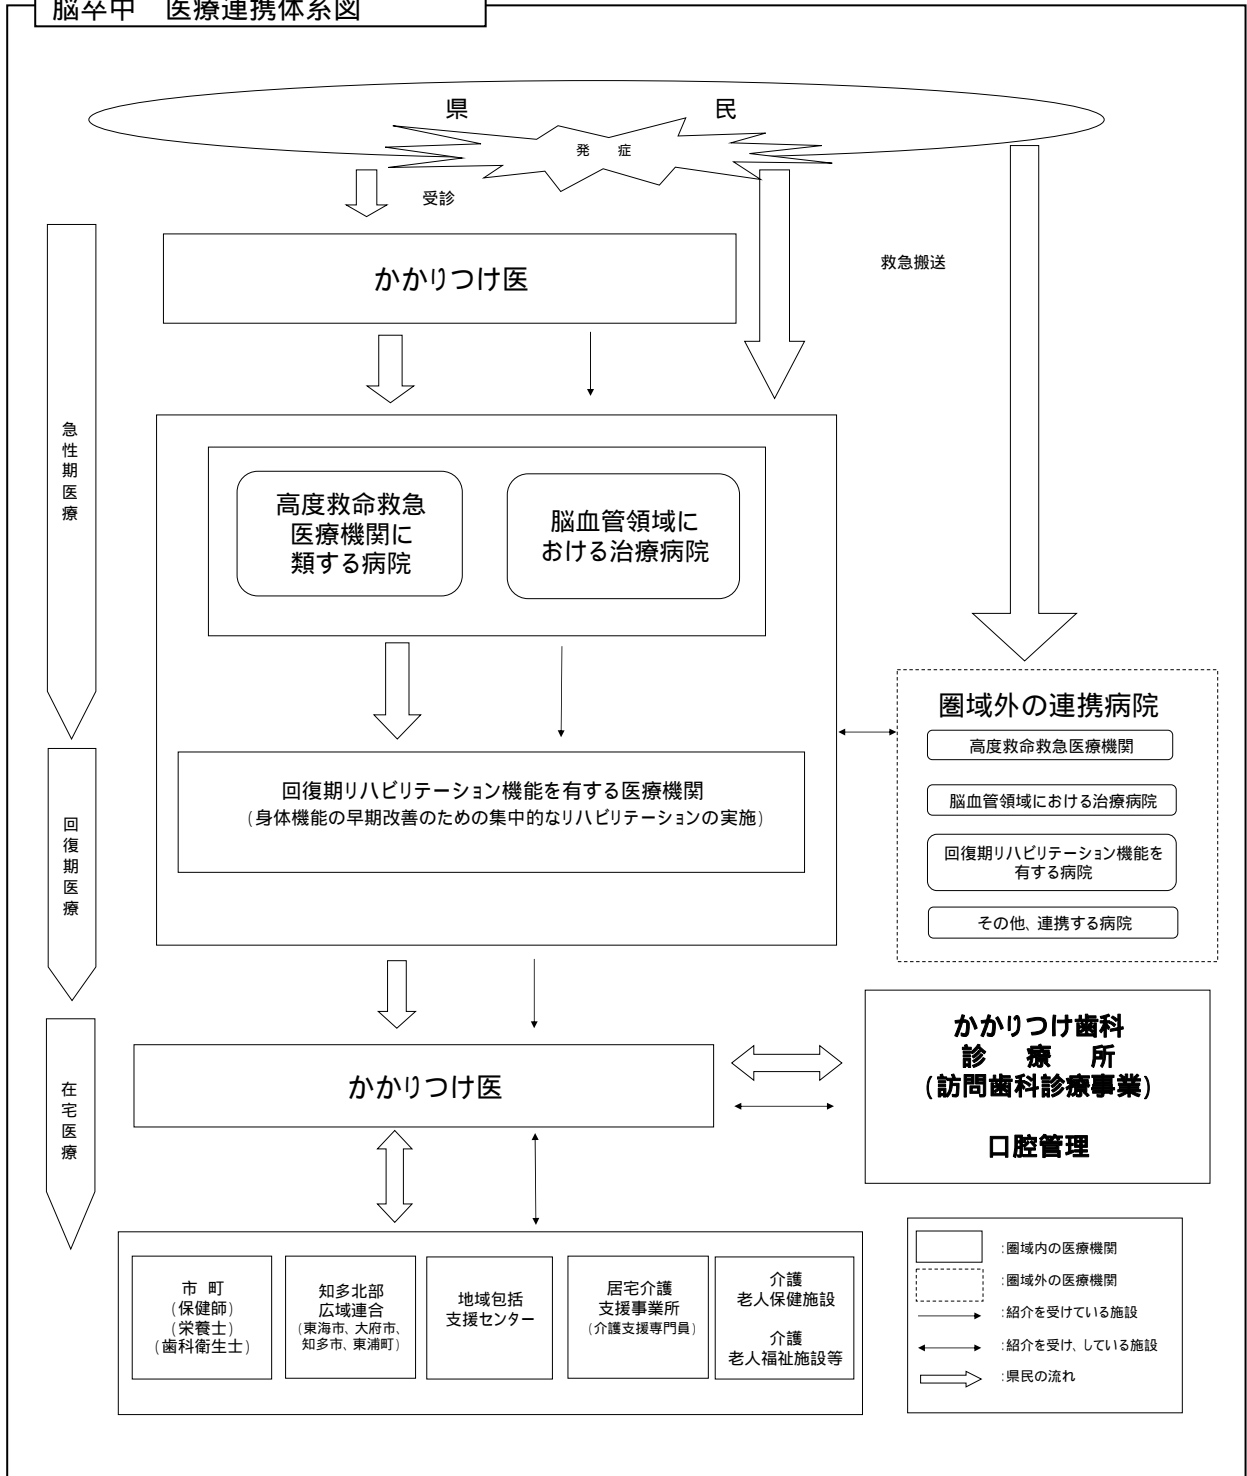 脳卒中　医療連携体系図
県　民
発　症
受診
救急搬送
かかりつけ医
急性期医療
高度救命救急
医療機関に
類する病院
脳血管領域に
おける治療病院
回復期リハビリテーション機能を有する医療機関
(身体機能の早期改善のための集中的なリハビリテーションの実施)
回復期医療
圏域外の連携病院
高度救命救急医療機関
脳血管領域における治療病院
回復期リハビリテーション機能を
有する病院
その他、連携する病院
かかりつけ医
かかりつけ歯科
診　療　所
(訪問歯科診療事業)
口腔管理
在宅医療
市 町
(保健師)
(栄養士)
(歯科衛生士)
知多北部
広域連合
(東海市、大府市、
知多市、東浦町)
地域包括
支援センター
居宅介護
支援事業所
(介護支援専門員)
介護
老人保健施設
介護
老人福祉施設等
:圏域内の医療機関
:圏域外の医療機関
:紹介を受けている施設
:紹介を受け、している施設
:県民の流れ